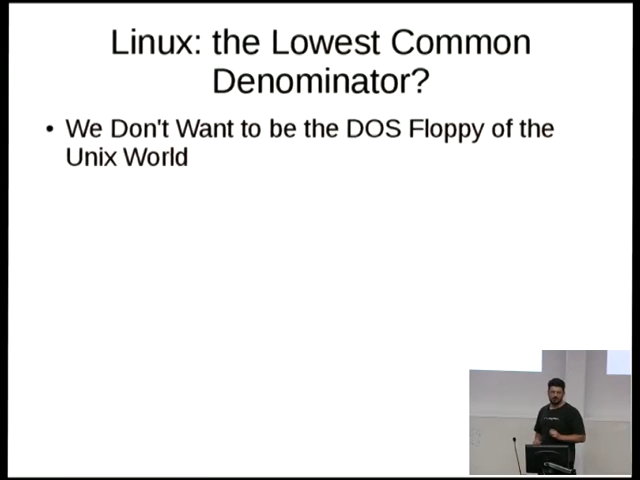 Linux: the Lowest Common
Denominator?
• We Don't Want to be the DOS Floppy of the
Unix World